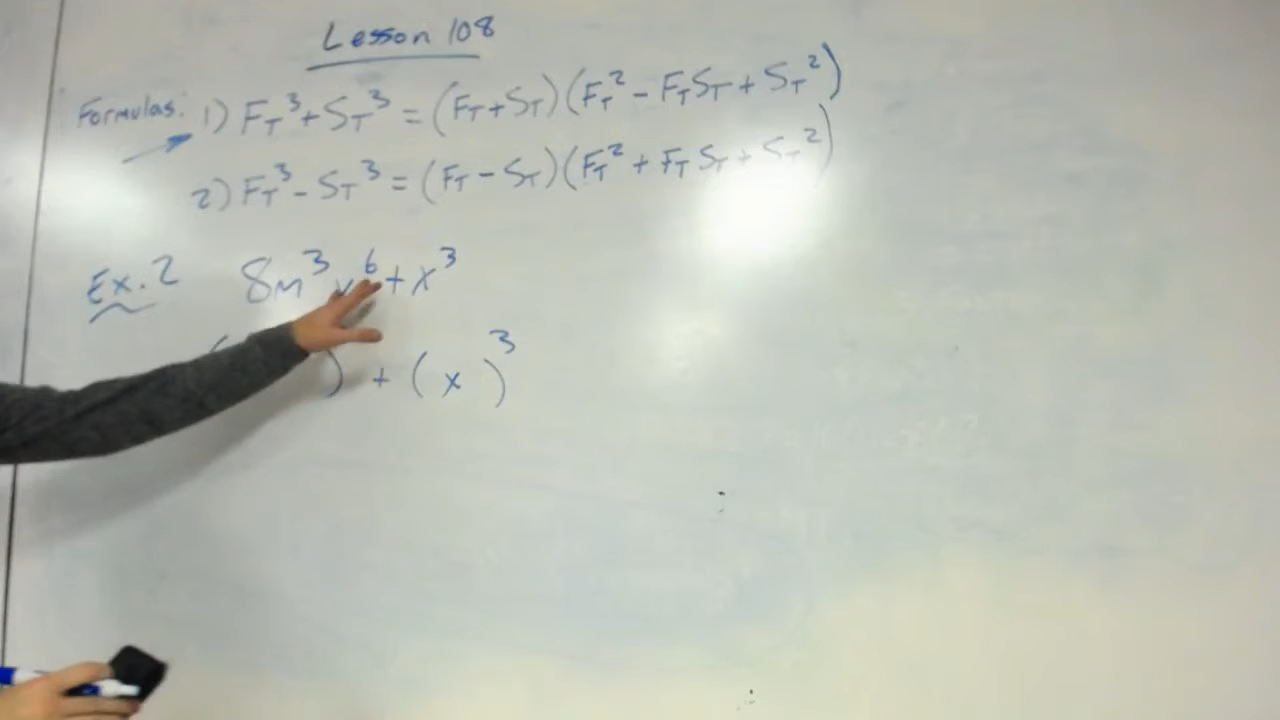 Lesson 108
Formulas: 1) F_T³ + S_T³ = (F_T + S_T)(F_T² - F_T S_T + S_T²)
2) F_T³ - S_T³ = (F_T - S_T)(F_T² + F_T S_T + S_T²)
Ex. 2 8m³ ⁶ + x³
( ) + ( x )³